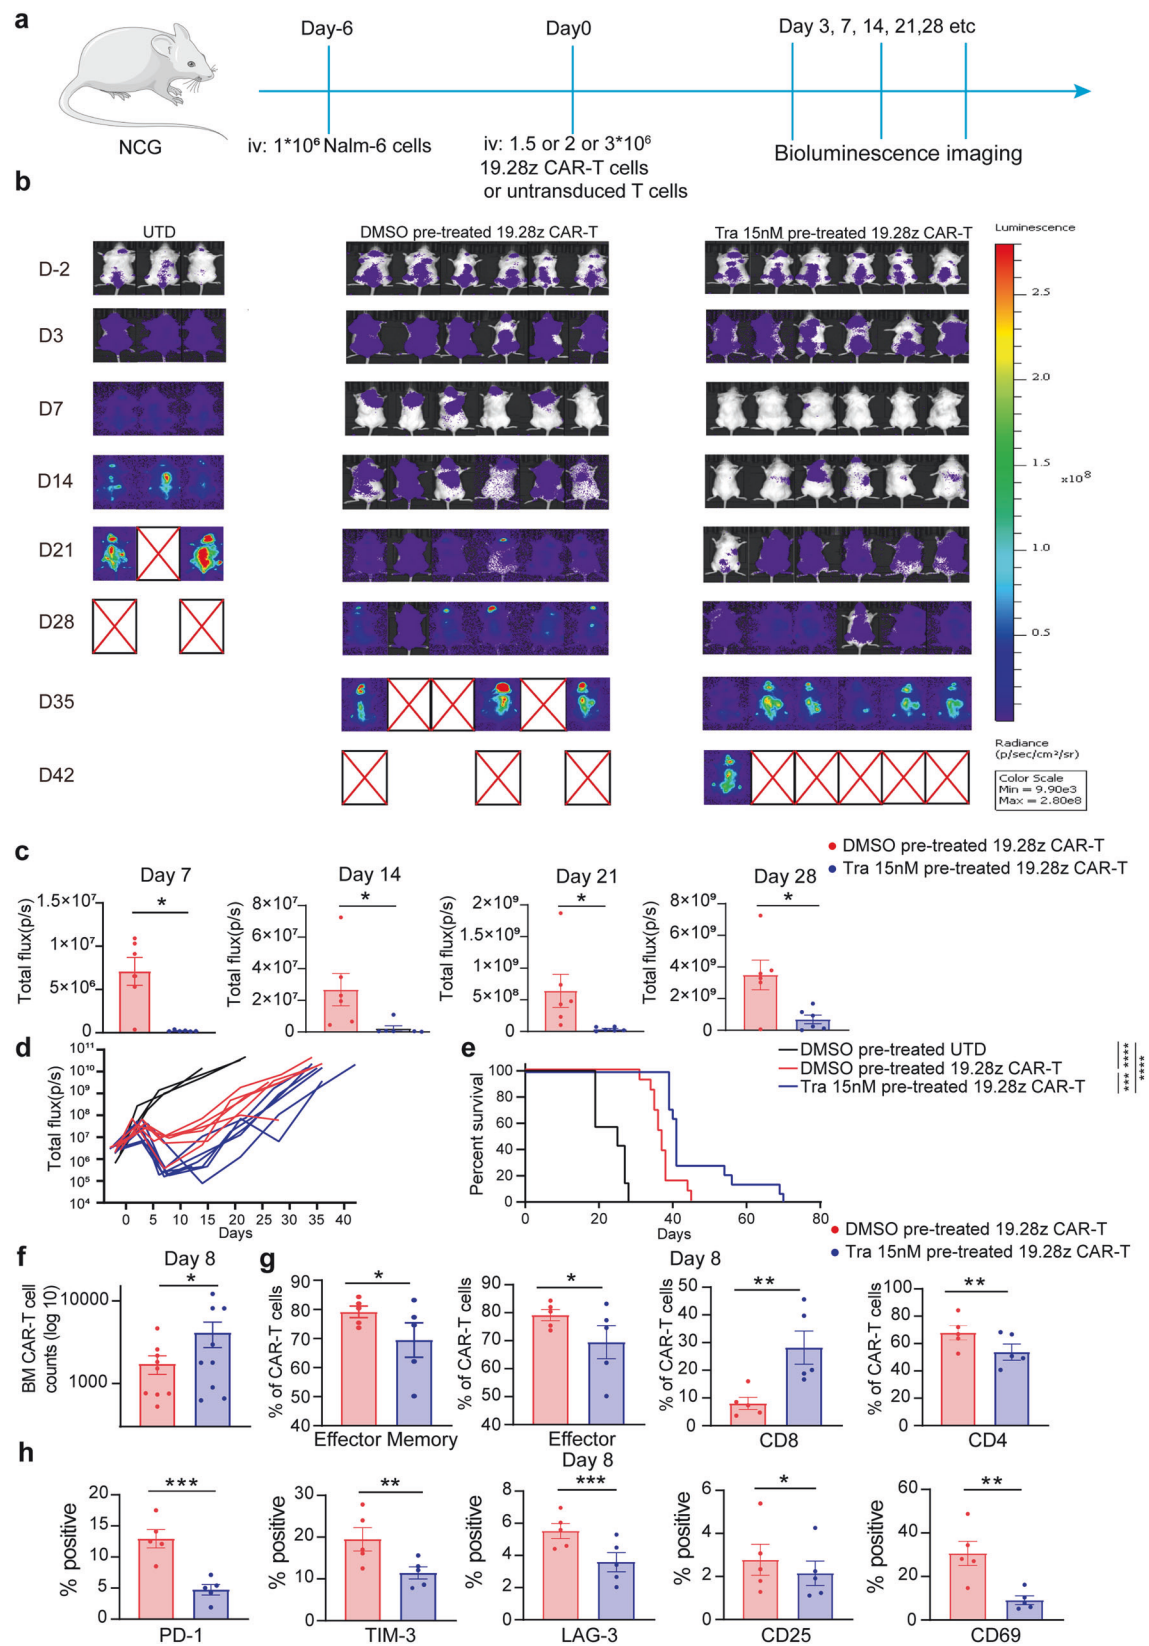 a
Day-6
Day0
Day 3, 7, 14, 21,28 etc
NCG
iv: 1*10⁶ Nalm-6 cells
iv: 1.5 or 2 or 3*10⁶
19.28z CAR-T cells
or untransduced T cells
Bioluminescence imaging
b
UTD
DMSO pre-treated 19.28z CAR-T
Tra 15nM pre-treated 19.28z CAR-T
Luminescence
D-2
D3
D7
D14
D21
D28
D35
D42
2.5
2.0
1.5
x10⁸
1.0
0.5
Radiance
(p/sec/cm²/sr)
Color Scale
Min = 9.90e3
Max = 2.80e8
c
DMSO pre-treated 19.28z CAR-T
Tra 15nM pre-treated 19.28z CAR-T
Day 7
Total flux(p/s)
1.5×10⁷
1×10⁷
5×10⁶
0
*
Day 14
Total flux(p/s)
8×10⁷
6×10⁷
4×10⁷
2×10⁷
0
*
Day 21
Total flux(p/s)
2×10⁹
1×10⁹
1×10⁹
5×10⁸
0
*
Day 28
Total flux(p/s)
8×10⁹
6×10⁹
4×10⁹
2×10⁹
0
*
d
Total flux(p/s)
10¹¹
10¹⁰
10⁹
10⁸
10⁷
10⁶
10⁵
10⁴
0 5 10 15 20 25 30 35 40
Days
e
Percent survival
100
80
60
40
20
0
0 20 40 60 80
Days
DMSO pre-treated UTD
DMSO pre-treated 19.28z CAR-T
Tra 15nM pre-treated 19.28z CAR-T
****
***
****
DMSO pre-treated 19.28z CAR-T
Tra 15nM pre-treated 19.28z CAR-T
f
Day 8
BM CAR-T cell
counts (log 10)
10000
1000
*
g
Day 8
% of CAR-T cells
90
80
70
60
50
40
*
Effector Memory
% of CAR-T cells
90
80
70
60
50
40
*
Effector
% of CAR-T cells
50
40
30
20
10
0
**
CD8
% of CAR-T cells
100
80
60
40
20
0
**
CD4
h
Day 8
% positive
20
15
10
5
0
***
PD-1
% positive
30
20
10
0
**
TIM-3
% positive
8
6
4
2
0
***
LAG-3
% positive
6
4
2
0
*
CD25
% positive
60
40
20
0
**
CD69